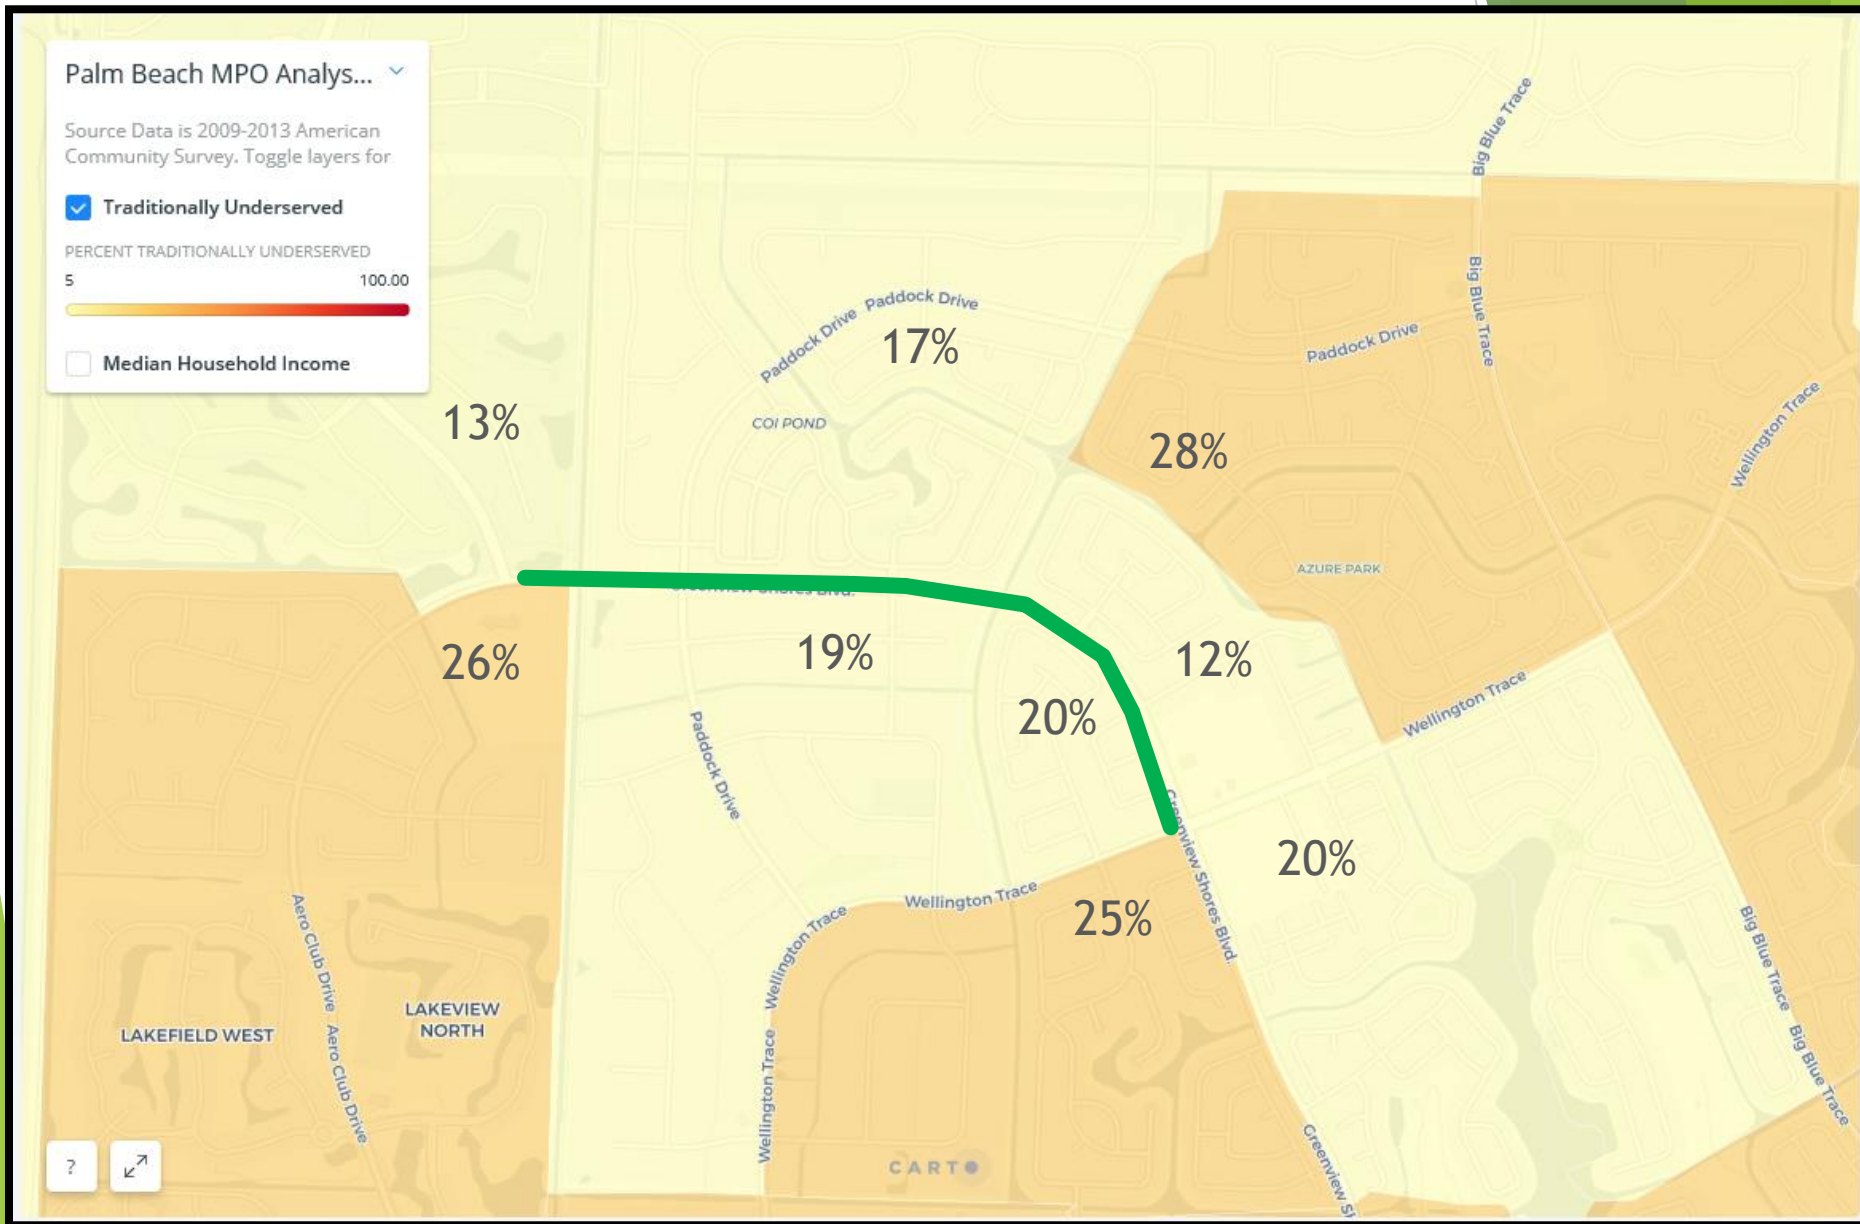 Palm Beach MPO Analys...
Source Data is 2009-2013 American
Community Survey. Toggle layers for
Traditionally Underserved
PERCENT TRADITIONALLY UNDERSERVED
5 100.00
Median Household Income
Big Blue Trace
Big Blue Trace
Paddock Drive
Paddock Drive
17%
Paddock Drive
Wellington Trace
13%
COI POND
28%
AZURE PARK
26%
19%
12%
20%
Paddock Drive
Wellington Trace
Greenview Shores Blvd.
20%
25%
Wellington Trace
Wellington Trace
Wellington Trace
Aero Club Drive
Aero Club Drive
LAKEFIELD WEST
LAKEVIEW
NORTH
Big Blue Trace
Big Blue Trace
Greenview Sh
?
CARTO